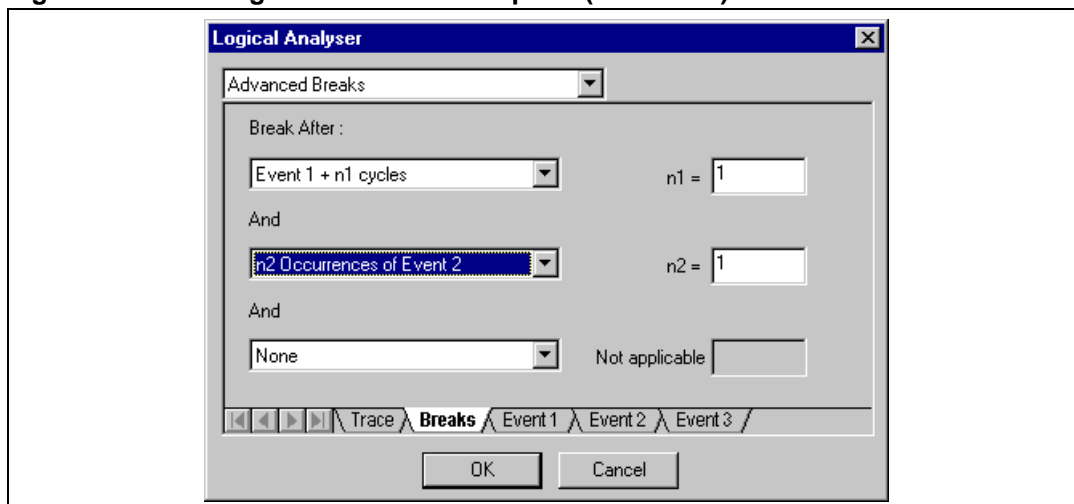 Logical Analyser
Advanced Breaks
Break After :
Event 1 + n1 cycles
n1 = 1
And
n2 Occurrences of Event 2
n2 = 1
And
None
Not applicable
Trace Breaks Event 1 Event 2 Event 3
OK Cancel